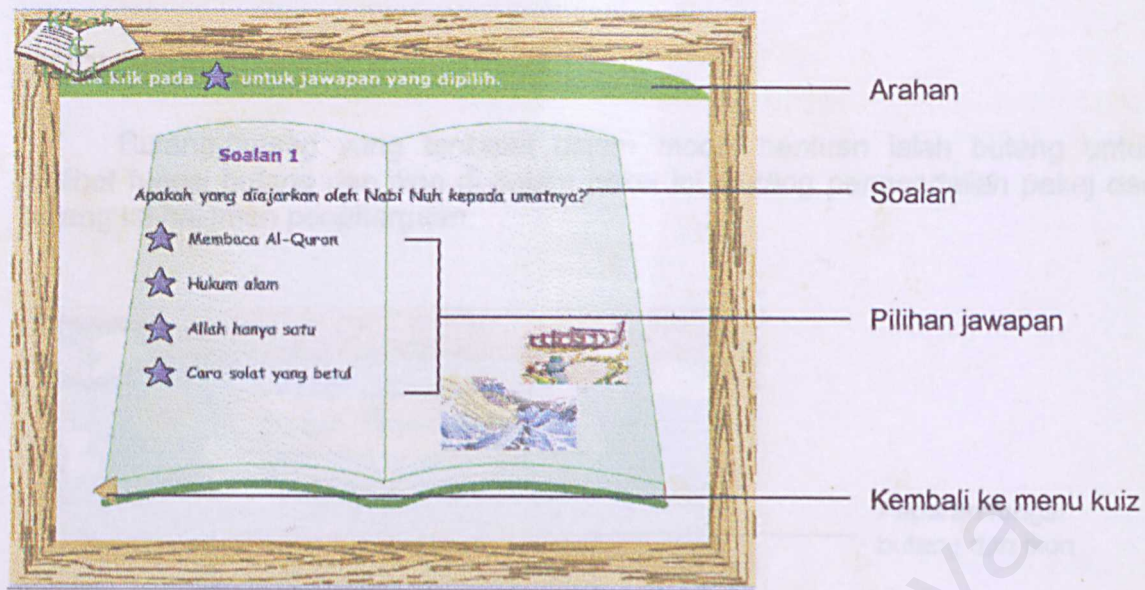 Kisah
&
klik pada untuk jawapan yang dipilih.
Arahan
Soalan 1
Apakah yang diajarkan oleh Nabi Nuh kepada umatnya?
Soalan
Membaca Al-Quran
Hukum alam
Allah hanya satu
Pilihan jawapan
Cara solat yang betul
Kembali ke menu kuiz